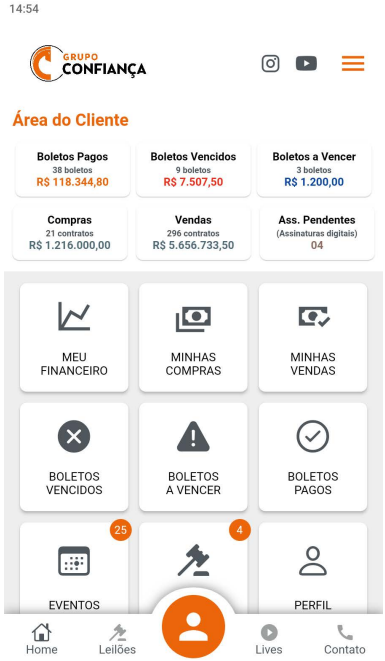 14:54
GRUPO
CONFIANÇA
Área do Cliente
Boletos Pagos
38 boletos
R$ 118.344,80
Boletos Vencidos
9 boletos
R$ 7.507,50
Boletos a Vencer
3 boletos
R$ 1.200,00
Compras
21 contratos
R$ 1.216.000,00
Vendas
296 contratos
R$ 5.656.733,50
Ass. Pendentes
(Assinaturas digitais)
04
MEU
FINANCEIRO
MINHAS
COMPRAS
MINHAS
VENDAS
BOLETOS
VENCIDOS
BOLETOS
A VENCER
BOLETOS
PAGOS
25
EVENTOS
4
PERFIL
Home
Leilões
Lives
Contato